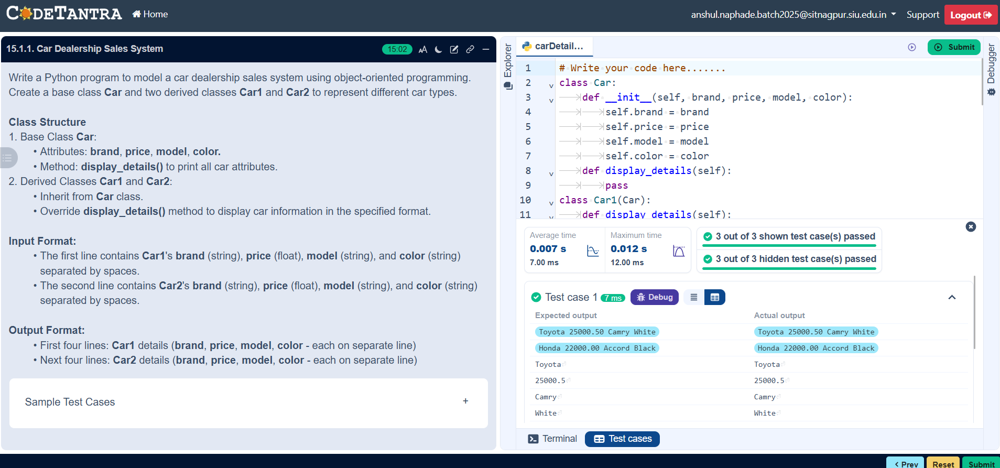 CODETANTRA
Home
anshul.naphade.batch2025@sitnagpur.siu.edu.in
Support
Logout
15.1.1. Car Dealership Sales System
15:02
AA
Write a Python program to model a car dealership sales system using object-oriented programming.
Create a base class Car and two derived classes Car1 and Car2 to represent different car types.
Class Structure
1. Base Class Car:
• Attributes: brand, price, model, color.
• Method: display_details() to print all car attributes.
2. Derived Classes Car1 and Car2:
• Inherit from Car class.
• Override display_details() method to display car information in the specified format.
Input Format:
• The first line contains Car1's brand (string), price (float), model (string), and color (string)
separated by spaces.
• The second line contains Car2's brand (string), price (float), model (string), and color (string)
separated by spaces.
Output Format:
• First four lines: Car1 details (brand, price, model, color - each on separate line)
• Next four lines: Car2 details (brand, price, model, color - each on separate line)
Sample Test Cases
+
Explorer
carDetail...
Submit
Debugger
1 # Write your code here.......
2 class Car:
3 def __init__(self, brand, price, model, color):
4 self.brand = brand
5 self.price = price
6 self.model = model
7 self.color = color
8 def display_details(self):
9 pass
10 class Car1(Car):
11 def display_details(self):
Average time
0.007 s
7.00 ms
Maximum time
0.012 s
12.00 ms
3 out of 3 shown test case(s) passed
3 out of 3 hidden test case(s) passed
Test case 1 7 ms Debug
Expected output Actual output
Toyota 25000.50 Camry White Toyota 25000.50 Camry White
Honda 22000.00 Accord Black Honda 22000.00 Accord Black
Toyota Toyota
25000.5 25000.5
Camry Camry
White White
Terminal
Test cases
< Prev
Reset
Submit